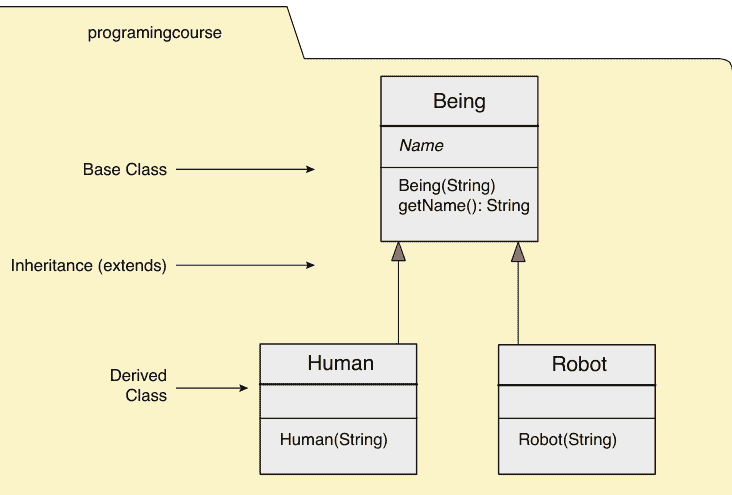 programingcourse
Being
Name
Base Class
Being(String)
getName(): String
Inheritance (extends)
Human
Robot
Derived
Class
Human(String)
Robot(String)